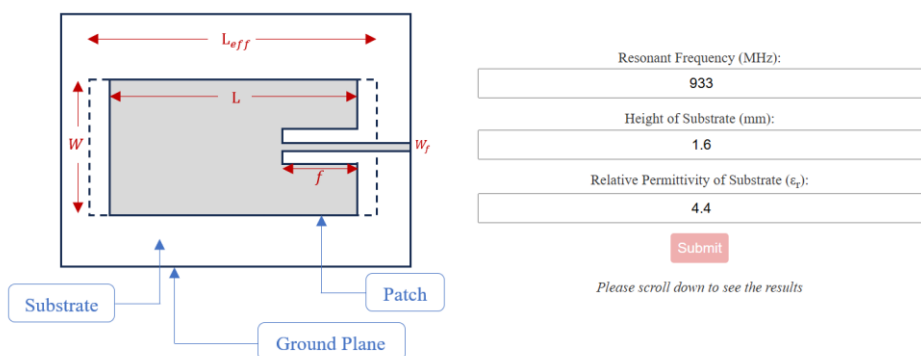 L_eff
L
W
W_f
f
Substrate
Patch
Ground Plane
Resonant Frequency (MHz):
933
Height of Substrate (mm):
1.6
Relative Permittivity of Substrate (ε_r):
4.4
Submit
Please scroll down to see the results